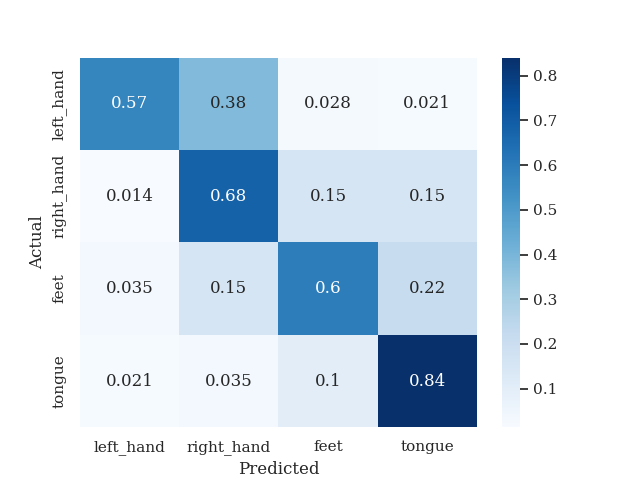 Actual
left_hand
right_hand
feet
tongue
0.57 0.38 0.028 0.021
0.014 0.68 0.15 0.15
0.035 0.15 0.6 0.22
0.021 0.035 0.1 0.84
left_hand right_hand feet tongue
Predicted
0.8
0.7
0.6
0.5
0.4
0.3
0.2
0.1